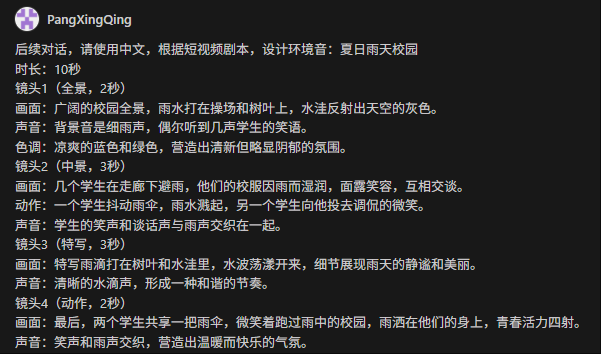 PangXingQing
后续对话，请使用中文，根据短视频剧本，设计环境音：夏日雨天校园
时长：10秒
镜头1（全景，2秒）
画面：广阔的校园全景，雨水打在操场和树叶上，水洼反射出天空的灰色。
声音：背景音是细雨声，偶尔听到几声学生的笑语。
色调：凉爽的蓝色和绿色，营造出清新但略显阴郁的氛围。
镜头2（中景，3秒）
画面：几个学生在走廊下避雨，他们的校服因雨而湿润，面露笑容，互相交谈。
动作：一个学生抖动雨伞，雨水溅起，另一个学生向他投去调侃的微笑。
声音：学生的笑声和谈话声与雨声交织在一起。
镜头3（特写，3秒）
画面：特写雨滴打在树叶和水洼里，水波荡漾开来，细节展现雨天的静谧和美丽。
声音：清晰的水滴声，形成一种和谐的节奏。
镜头4（动作，2秒）
画面：最后，两个学生共享一把雨伞，微笑着跑过雨中的校园，雨洒在他们的身上，青春活力四射。
声音：笑声和雨声交织，营造出温暖而快乐的气氛。